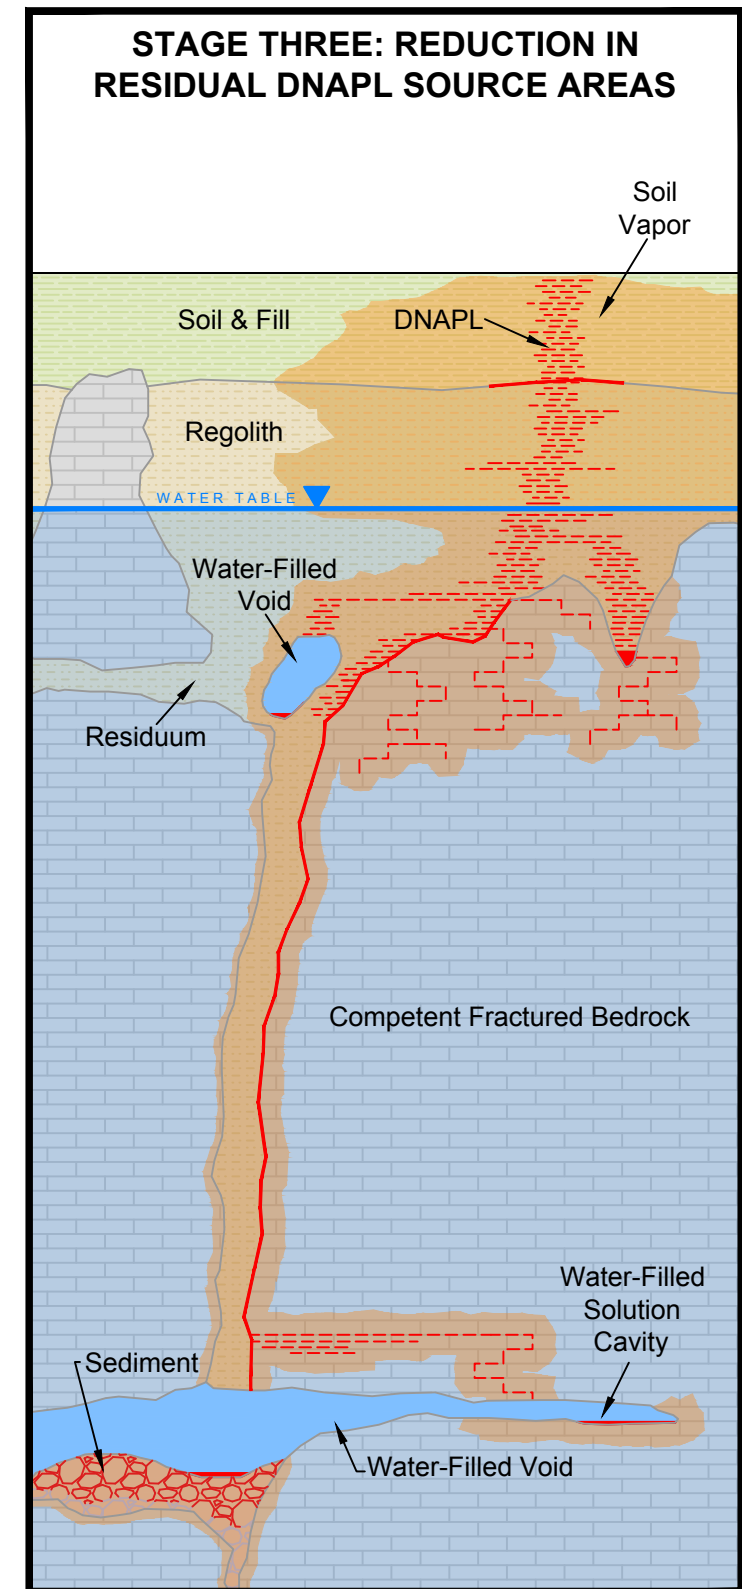 STAGE THREE: REDUCTION IN
RESIDUAL DNAPL SOURCE AREAS
Soil
Vapor
Soil & Fill
DNAPL
Regolith
WATER TABLE
Water-Filled
Void
Residuum
Competent Fractured Bedrock
Water-Filled
Solution
Cavity
Sediment
Water-Filled Void